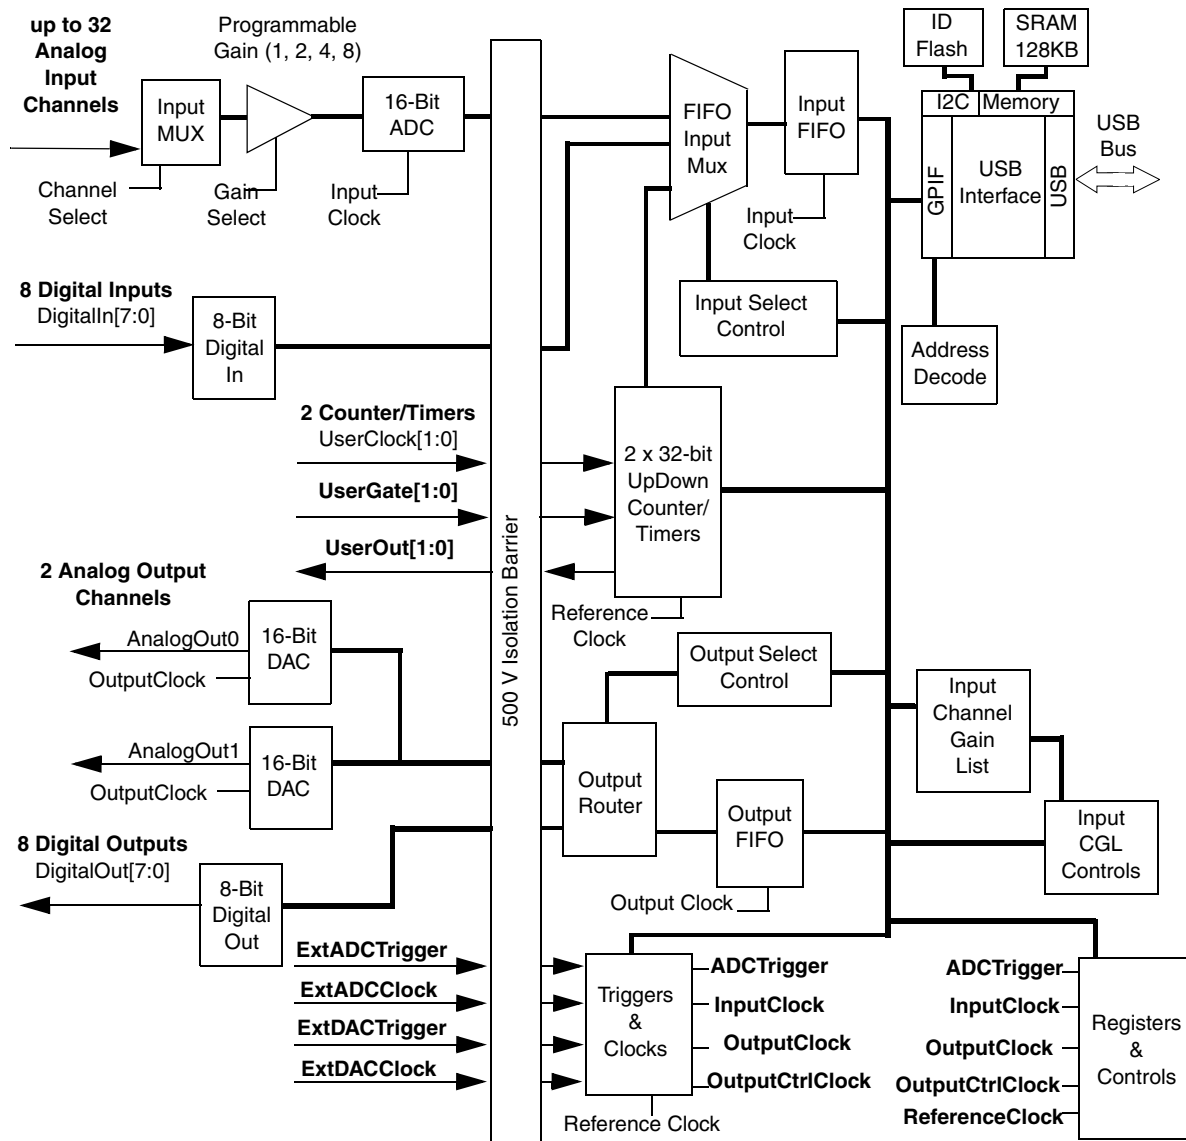 up to 32
Analog
Input
Channels
Programmable
Gain (1, 2, 4, 8)
Input
MUX
16-Bit
ADC
Channel
Select
Gain
Select
Input
Clock
FIFO
Input
Mux
Input
FIFO
Input
Clock
ID
Flash
SRAM
128KB
I2C
Memory
GPIF
USB
Interface
USB
USB
Bus
8 Digital Inputs
DigitalIn[7:0]
8-Bit
Digital
In
Input Select
Control
Address
Decode
2 Counter/Timers
UserClock[1:0]
UserGate[1:0]
UserOut[1:0]
2 x 32-bit
UpDown
Counter/
Timers
Reference
Clock
500 V Isolation Barrier
2 Analog Output
Channels
AnalogOut0
OutputClock
16-Bit
DAC
AnalogOut1
OutputClock
16-Bit
DAC
Output Select
Control
Output
Router
Output
FIFO
Output Clock
Input
Channel
Gain
List
Input
CGL
Controls
8 Digital Outputs
DigitalOut[7:0]
8-Bit
Digital
Out
ExtADCTrigger
ExtADCClock
ExtDACTrigger
ExtDACClock
Triggers
&
Clocks
Reference Clock
ADCTrigger
InputClock
OutputClock
OutputCtrlClock
ADCTrigger
InputClock
OutputClock
OutputCtrlClock
ReferenceClock
Registers
&
Controls